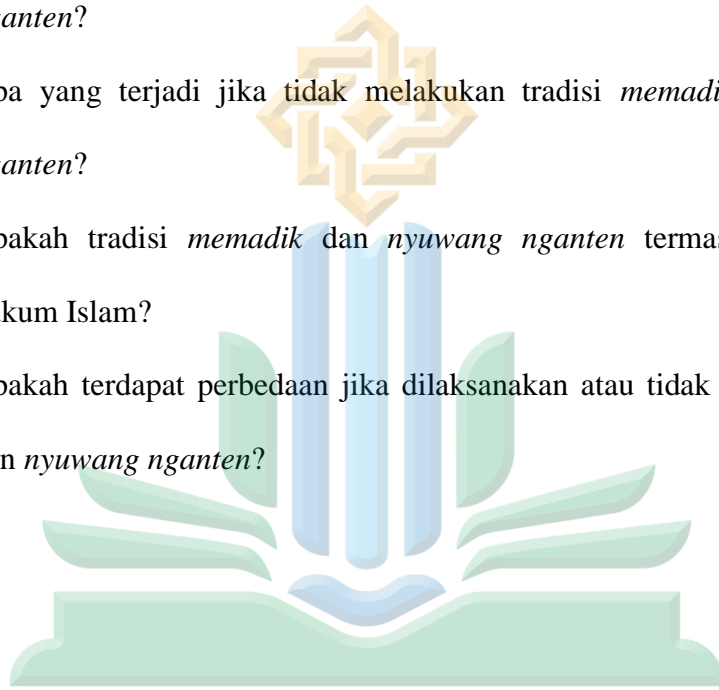 anten?
pa yang terjadi jika tidak melakukan tradisi memadi
anten?
pakah tradisi memadik dan nyuwang nganten termas
kum Islam?
pakah terdapat perbedaan jika dilaksanakan atau tidak
n nyuwang nganten?